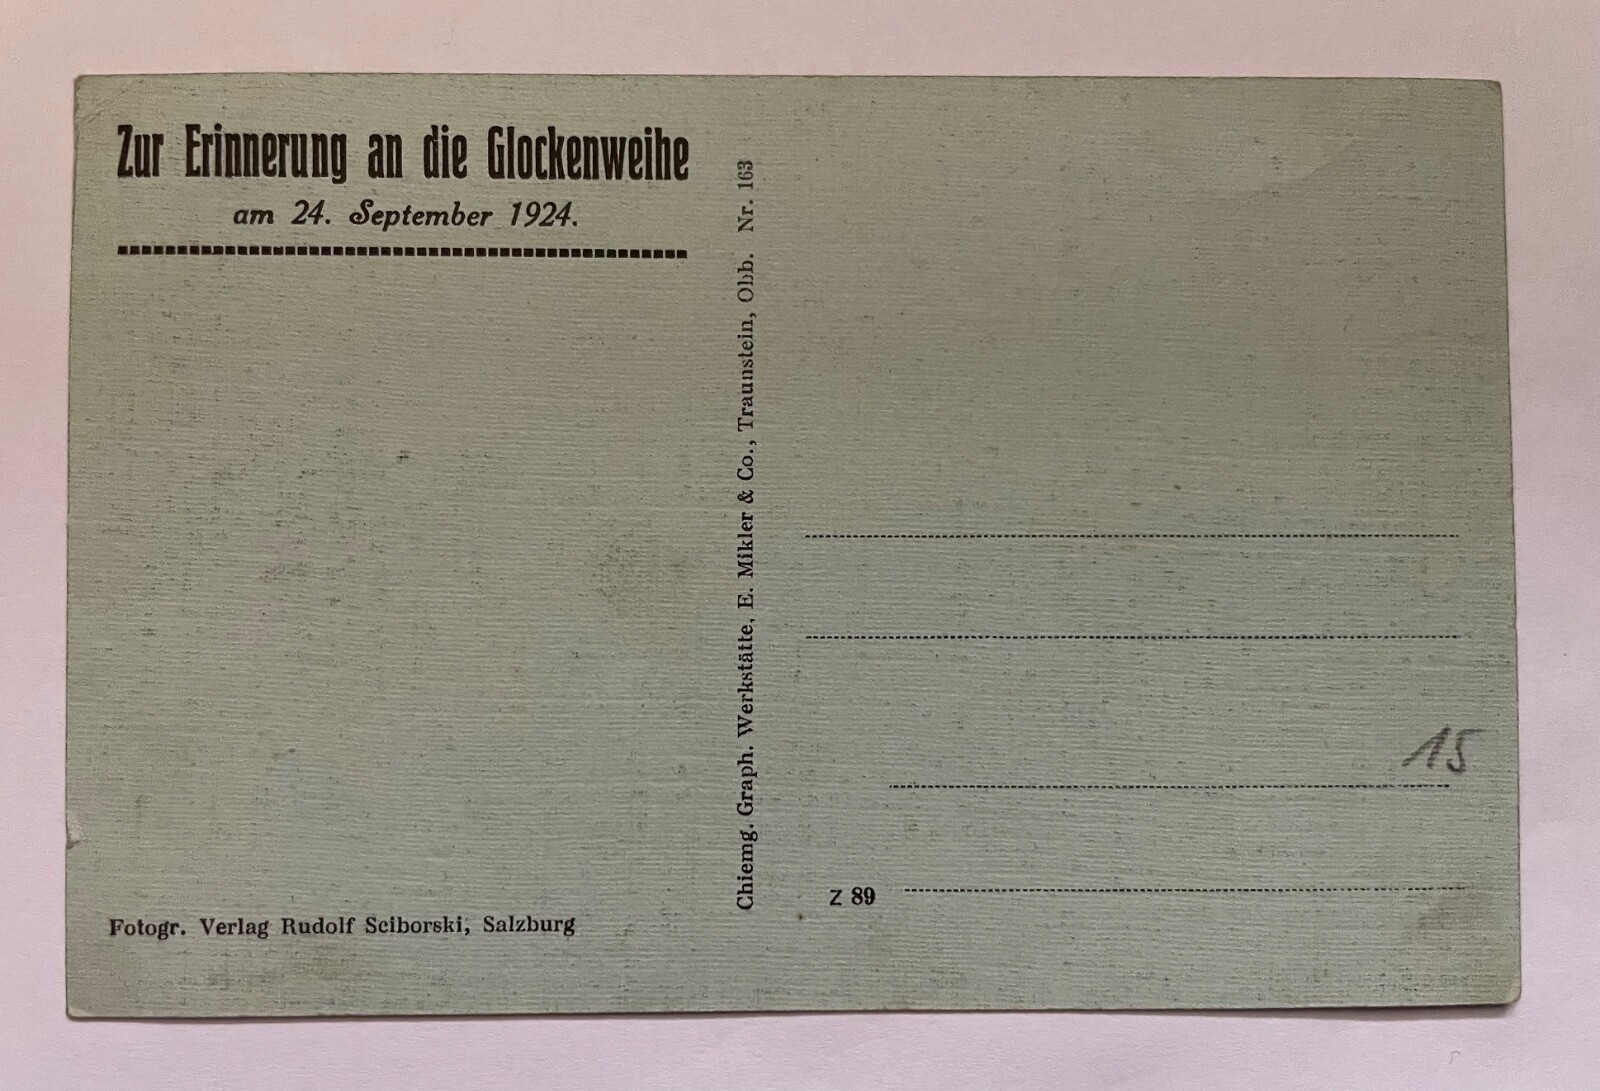 Zur Erinnerung an die Glockenweihe
am 24. September 1924.
Fotogr. Verlag Rudolf Sciborski, Salzburg
Chiemg. Graph. Werkstätte, E. Mikler & Co., Traunstein, Obb. Nr. 163
15
Z 89